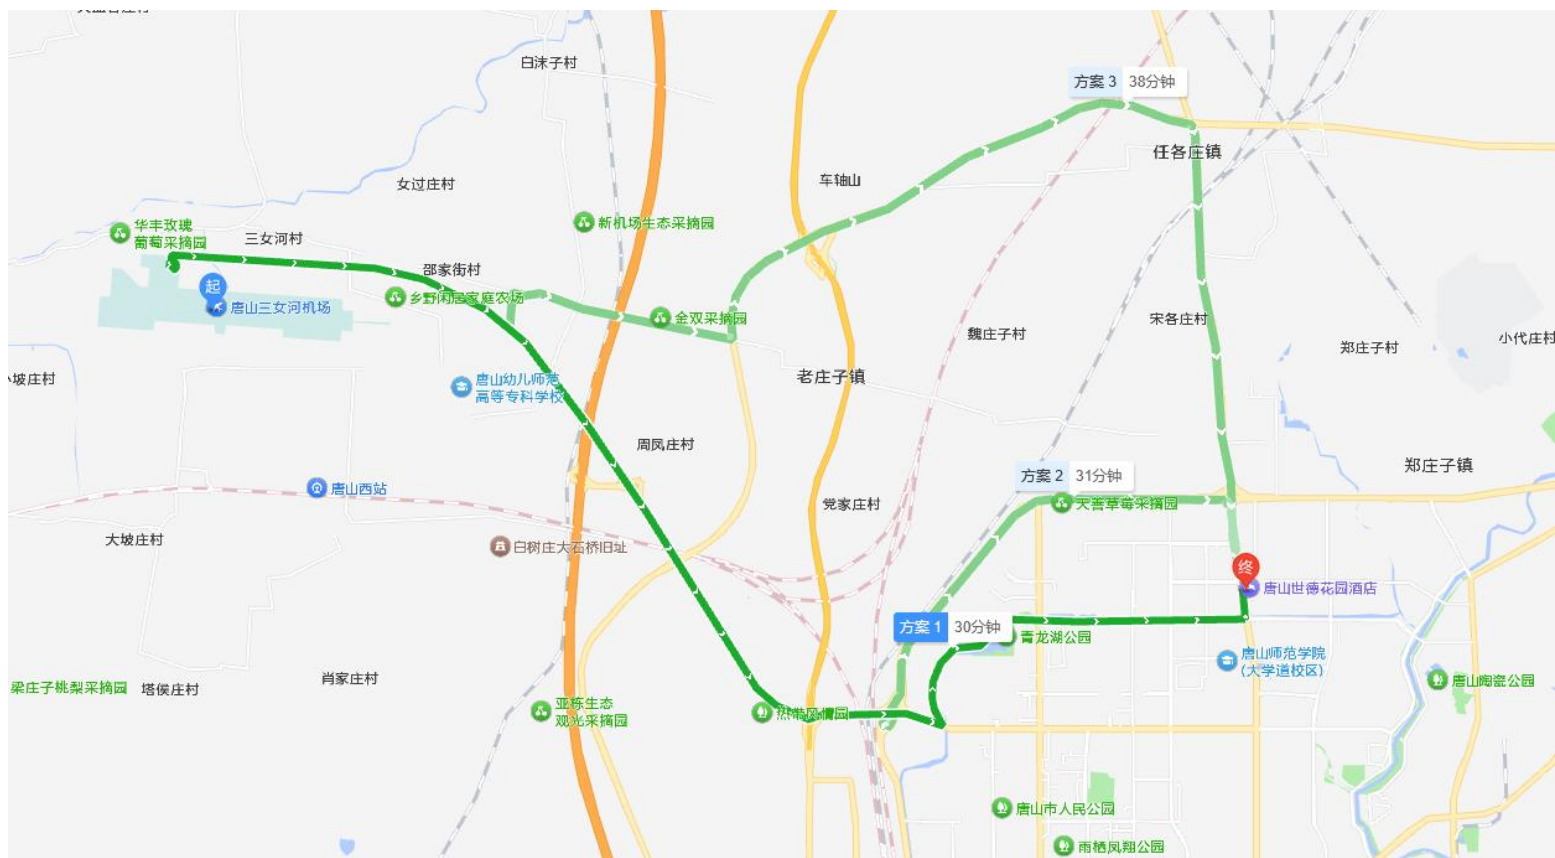 白沫子村
方案 3
38分钟
任各庄镇
车轴山
女过庄村
华丰玫瑰
葡萄采摘园
新机场生态采摘园
三女河村
邵家街村
起
乡野闲居家庭农场
唐山三女河机场
金双采摘园
宋各庄村
魏庄子村
小代庄村
郑庄子村
老庄子镇
小坡庄村
唐山幼儿师范
高等专科学校
周凤庄村
郑庄子镇
方案 2
31分钟
唐山西站
党家庄村
天善草莓采摘园
大坡庄村
白树庄大石桥旧址
终
唐山世德花园酒店
方案 1
30分钟
青龙湖公园
唐山师范学院
(大学道校区)
肖家庄村
唐山陶瓷公园
梁庄子桃梨采摘园
塔侯庄村
亚栋生态
观光采摘园
热带风情园
唐山市人民公园
雨栖凤翔公园